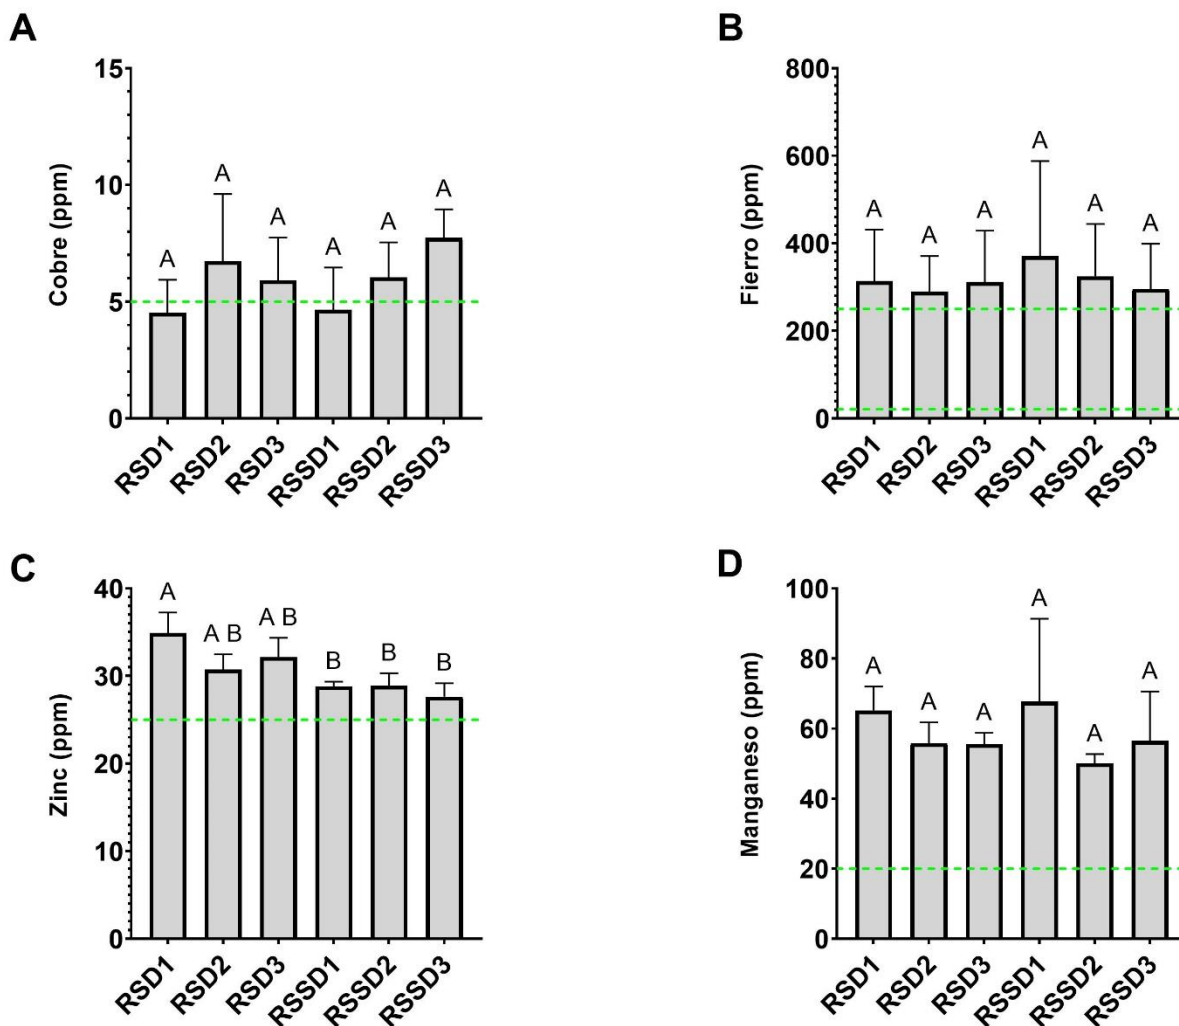 A
Cobre (ppm)
15
10
5
0
A
A
A
A
A
A
RSD1
RSD2
RSD3
RSSD1
RSSD2
RSSD3
B
Fierro (ppm)
800
600
400
200
0
A
A
A
A
A
A
RSD1
RSD2
RSD3
RSSD1
RSSD2
RSSD3
C
Zinc (ppm)
40
30
20
10
0
A
A B
A B
B
B
B
RSD1
RSD2
RSD3
RSSD1
RSSD2
RSSD3
D
Manganeso (ppm)
100
80
60
40
20
0
A
A
A
A
A
A
RSD1
RSD2
RSD3
RSSD1
RSSD2
RSSD3